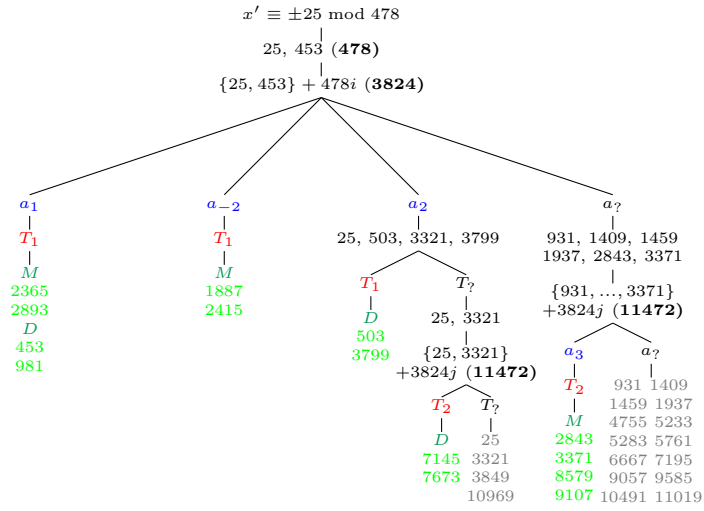 x′ ≡ ±25 mod 478
25, 453 (478)
{25, 453} + 478i (3824)
a₁ a₋₂ a₂ a?
T₁ T₁ 25, 503, 3321, 3799 931, 1409, 1459
1937, 2843, 3371
M M T₁ T?
2365 1887 {931, ..., 3371}
2893 2415 D 25, 3321 +3824j (11472)
D 503
453 3799 {25, 3321} a₃ a?
981 +3824j (11472)
T₂ 931 1409
T₂ T? 1459 1937
M 4755 5233
D 25 2843 5283 5761
7145 3321 3371 6667 7195
7673 3849 8579 9057 9585
10969 9107 10491 11019